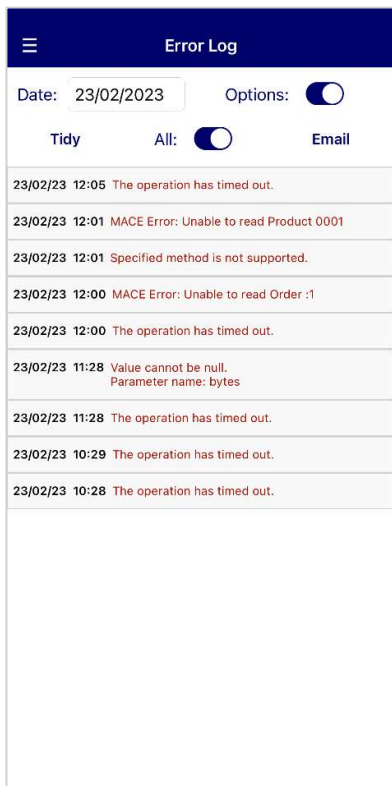 Error Log
Date: 23/02/2023 Options:
Tidy All: Email
23/02/23 12:05 The operation has timed out.
23/02/23 12:01 MACE Error: Unable to read Product 0001
23/02/23 12:01 Specified method is not supported.
23/02/23 12:00 MACE Error: Unable to read Order :1
23/02/23 12:00 The operation has timed out.
23/02/23 11:28 Value cannot be null.
Parameter name: bytes
23/02/23 11:28 The operation has timed out.
23/02/23 10:29 The operation has timed out.
23/02/23 10:28 The operation has timed out.